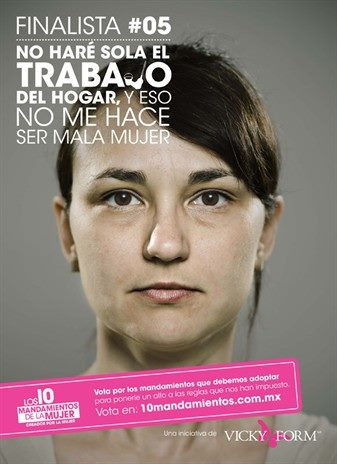 FINALISTA #05
NO HARÉ SOLA EL
TRABAJO
DEL HOGAR, Y ESO
NO ME HACE
SER MALA MUJER
LOS 10
MANDAMIENTOS
DE LA MUJER
CREADOS POR LA MUJER
Vota por los mandamientos que debemos adoptar
para ponerle un alto a las reglas que nos han impuesto.
Vota en: 10mandamientos.com.mx
Una iniciativa de VICKY FORM